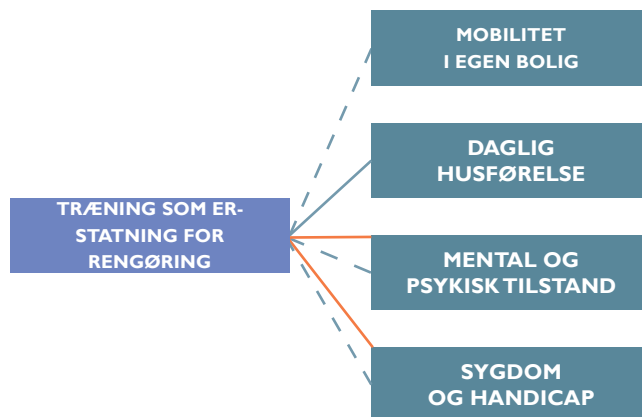 MOBILITET
I EGEN BOLIG
DAGLIG
HUSFØRELSE
TRÆNING SOM ER-
STATNING FOR
RENGØRING
MENTAL OG
PSYKISK TILSTAND
SYGDOM
OG HANDICAP